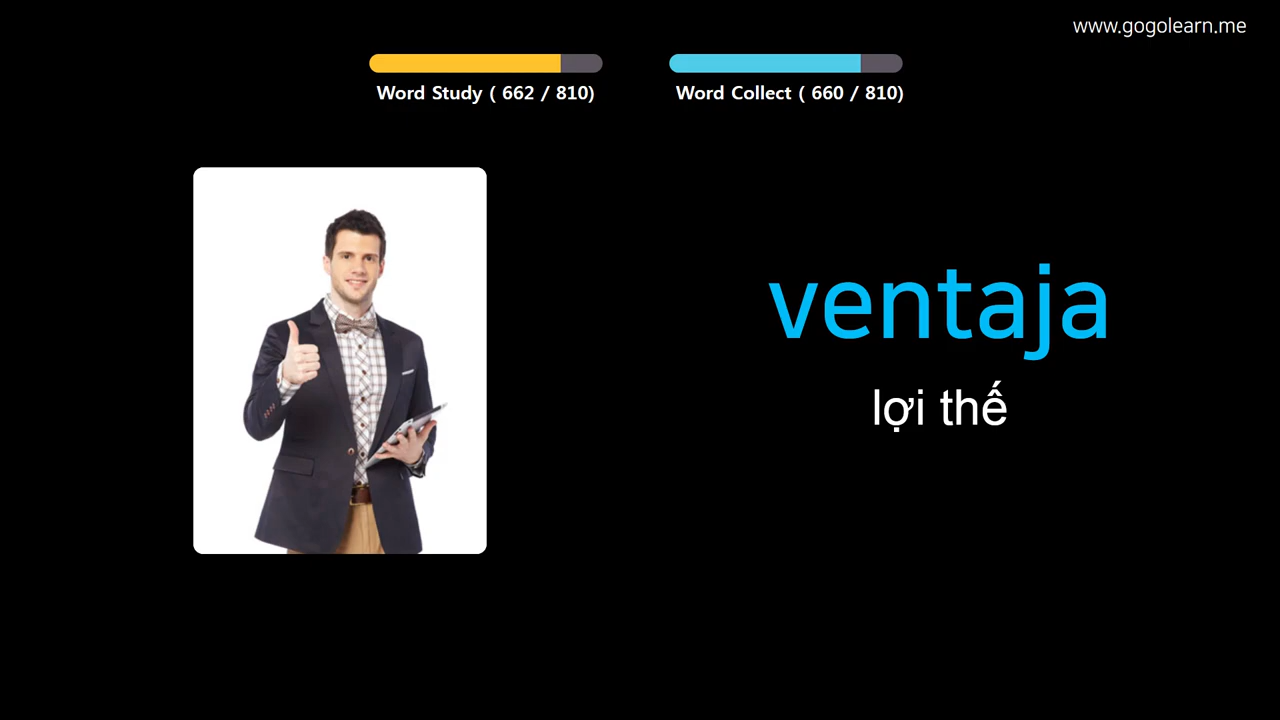 www.gogolearn.me
Word Study ( 662 / 810)
Word Collect ( 660 / 810)
ventaja
lợi thế